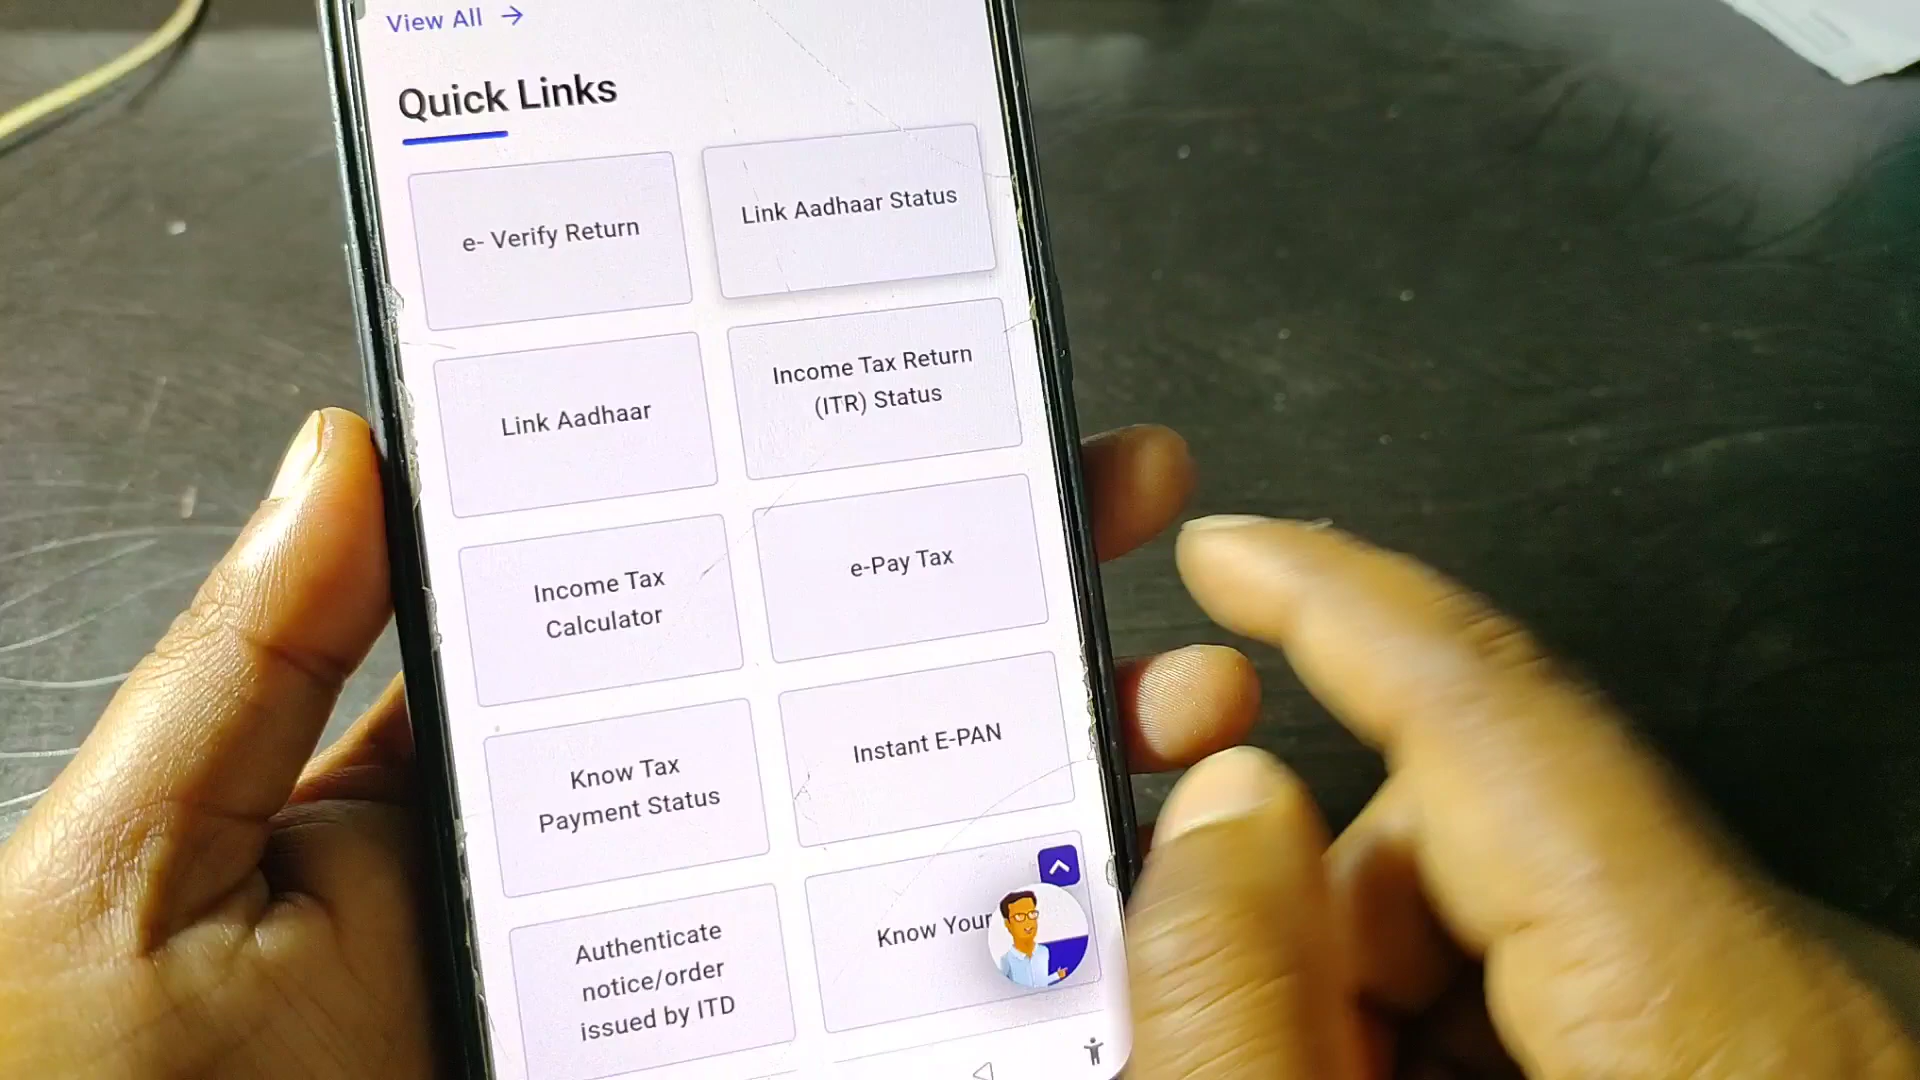 View All
Quick Links
e- Verify Return
Link Aadhaar Status
Link Aadhaar
Income Tax Return
(ITR) Status
Income Tax
Calculator
e-Pay Tax
Know Tax
Payment Status
Instant E-PAN
Authenticate
notice/order
issued by ITD
Know Your